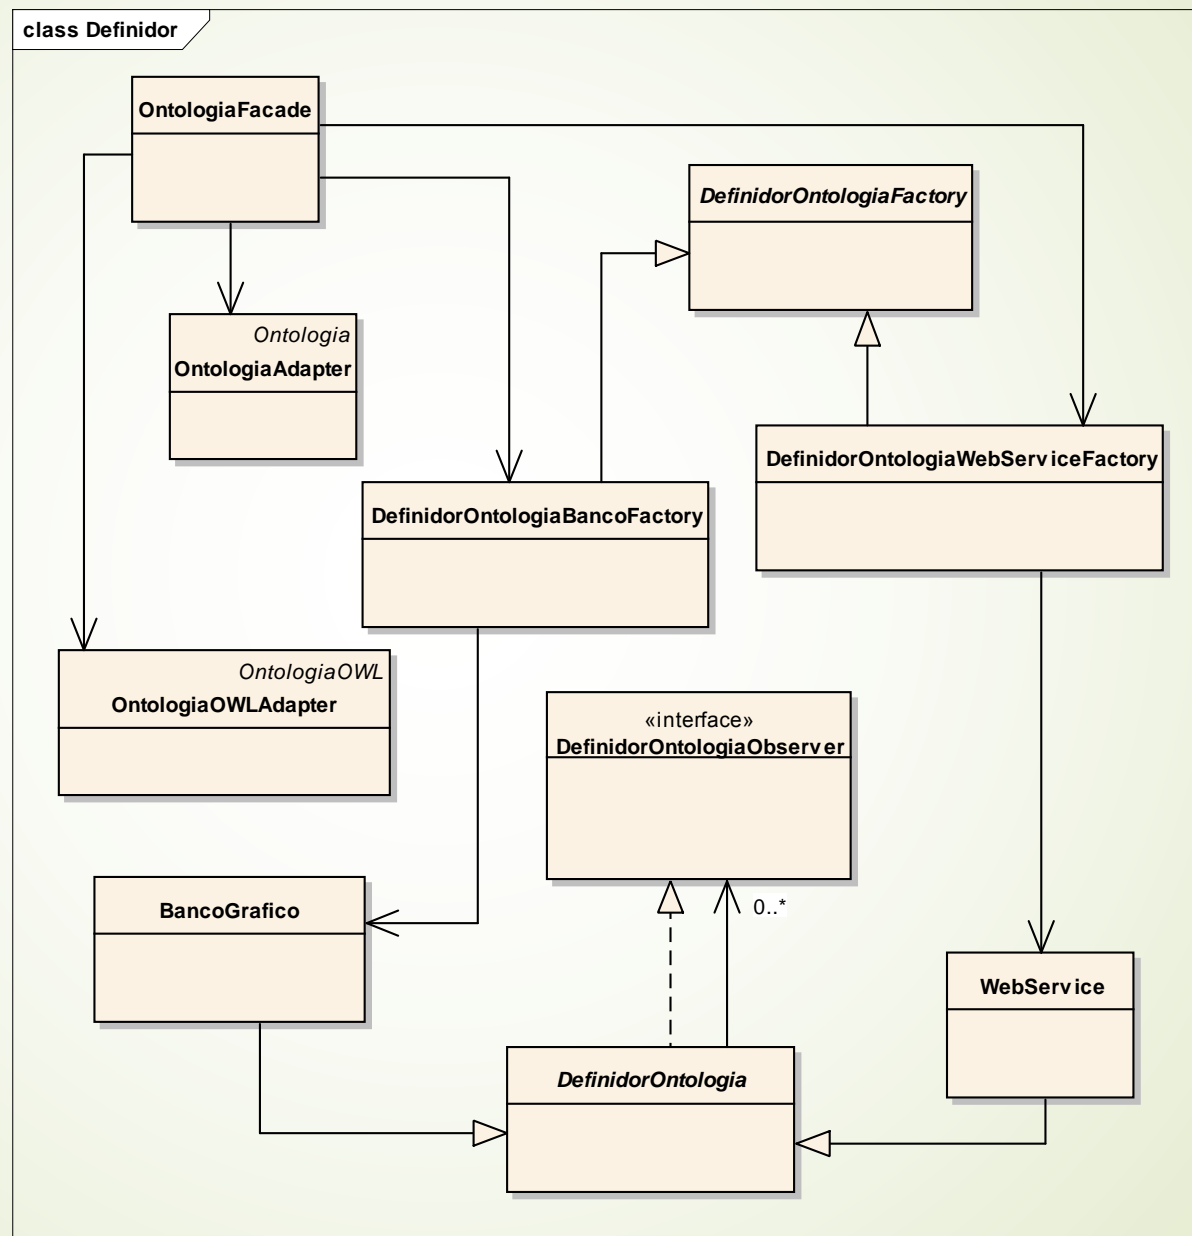 class Definidor
OntologiaFacade
DefinidorOntologiaFactory
Ontologia
OntologiaAdapter
DefinidorOntologiaWebServiceFactory
DefinidorOntologiaBancoFactory
OntologiaOWL
OntologiaOWLAdapter
«interface»
DefinidorOntologiaObserver
BancoGrafico
0..*
WebService
DefinidorOntologia